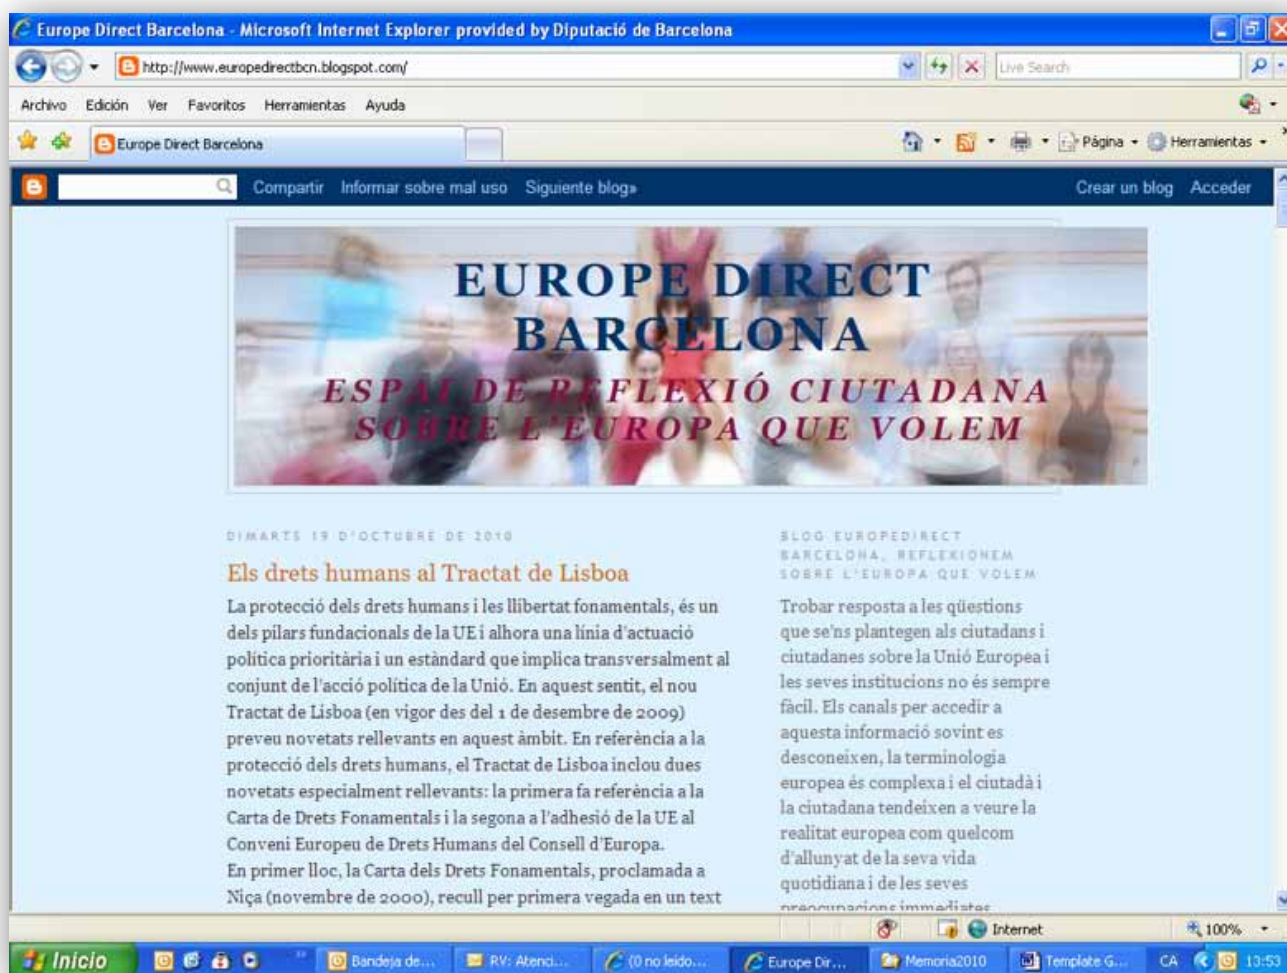 Europe Direct Barcelona - Microsoft Internet Explorer provided by Diputació de Barcelona
http://www.europedirectbcn.blogspot.com/
Live Search
Archivo Edición Ver Favoritos Herramientas Ayuda
Europe Direct Barcelona
Página
Herramientas
Compartir Informar sobre mal uso Siguiente blog»
Crear un blog Acceder
EUROPE DIRECT
BARCELONA
ESPAI DE REFLEXIÓ CIUTADANA
SOBRE L'EUROPA QUE VOLEM
DIMARTS 19 D'OCTUBRE DE 2010
Els drets humans al Tractat de Lisboa
La protecció dels drets humans i les llibertat fonamentals, és un
dels pilars fundacionals de la UE i alhora una línia d'actuació
política prioritària i un estàndard que implica transversalment al
conjunt de l'acció política de la Unió. En aquest sentit, el nou
Tractat de Lisboa (en vigor des del 1 de desembre de 2009)
preveu novetats rellevants en aquest àmbit. En referència a la
protecció dels drets humans, el Tractat de Lisboa inclou dues
novetats especialment rellevants: la primera fa referència a la
Carta de Drets Fonamentals i la segona a l'adhesió de la UE al
Conveni Europeu de Drets Humans del Consell d'Europa.
En primer lloc, la Carta dels Drets Fonamentals, proclamada a
Niça (novembre de 2000), recull per primera vegada en un text
BLOG EUROPEDIRECT
BARCELONA, REFLEXIONEM
SOBRE L'EUROPA QUE VOLEM
Trobar resposta a les qüestions
que se'ns plantegen als ciutadans i
ciutadanes sobre la Unió Europea i
les seves institucions no és sempre
fàcil. Els canals per accedir a
aquesta informació sovint es
desconeixen, la terminologia
europea és complexa i el ciutadà i
la ciutadana tendeixen a veure la
realitat europea com quelcom
d'allunyat de la seva vida
quotidiana i de les seves
preocupacions immediates
Internet
100%
Inicio
Bandeja de...
RV: Atenci...
(0 no leído...
Europe Dir...
Memoria2010
Template G...
CA
13:53